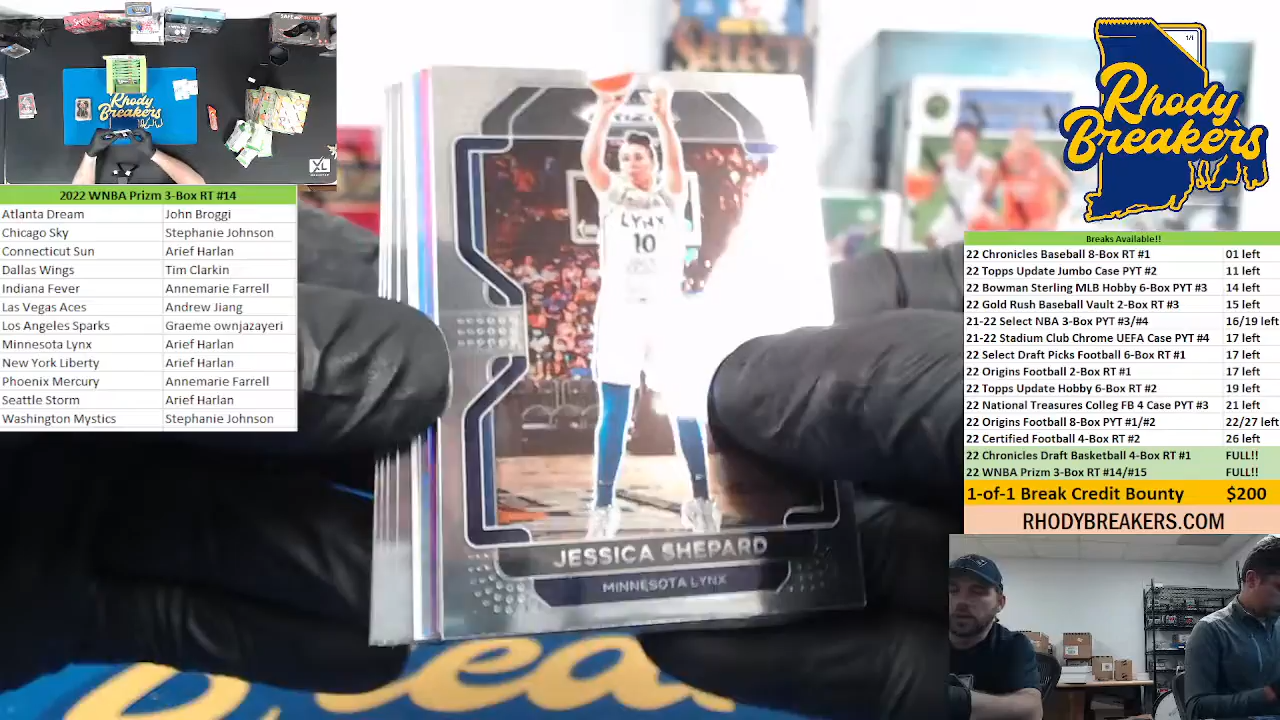 Rhody
Breakers
XL
SELECT
1/1
Rhody
Breakers
2022 WNBA Prizm 3-Box RT #14
Atlanta Dream John Broggi
Chicago Sky Stephanie Johnson
Connecticut Sun Arief Harlan
Dallas Wings Tim Clarkin
Indiana Fever Annemarie Farrell
Las Vegas Aces Andrew Jiang
Los Angeles Sparks Graeme ownjazayeri
Minnesota Lynx Arief Harlan
New York Liberty Arief Harlan
Phoenix Mercury Annemarie Farrell
Seattle Storm Arief Harlan
Washington Mystics Stephanie Johnson
LYNX
10
JESSICA SHEPARD
MINNESOTA LYNX
Breaks Available!!
22 Chronicles Baseball 8-Box RT #1 01 left
22 Topps Update Jumbo Case PYT #2 11 left
22 Bowman Sterling MLB Hobby 6-Box PYT #3 14 left
22 Gold Rush Baseball Vault 2-Box RT #3 15 left
21-22 Select NBA 3-Box PYT #3/#4 16/19 left
21-22 Stadium Club Chrome UEFA Case PYT #4 17 left
22 Select Draft Picks Football 6-Box RT #1 17 left
22 Origins Football 2-Box RT #1 17 left
22 Topps Update Hobby 6-Box RT #2 19 left
22 National Treasures Colleg FB 4 Case PYT #3 21 left
22 Origins Football 8-Box PYT #1/#2 22/27 left
22 Certified Football 4-Box RT #2 26 left
22 Chronicles Draft Basketball 4-Box RT #1 FULL!!
22 WNBA Prizm 3-Box RT #14/#15 FULL!!
1-of-1 Break Credit Bounty $200
RHODYBREAKERS.COM